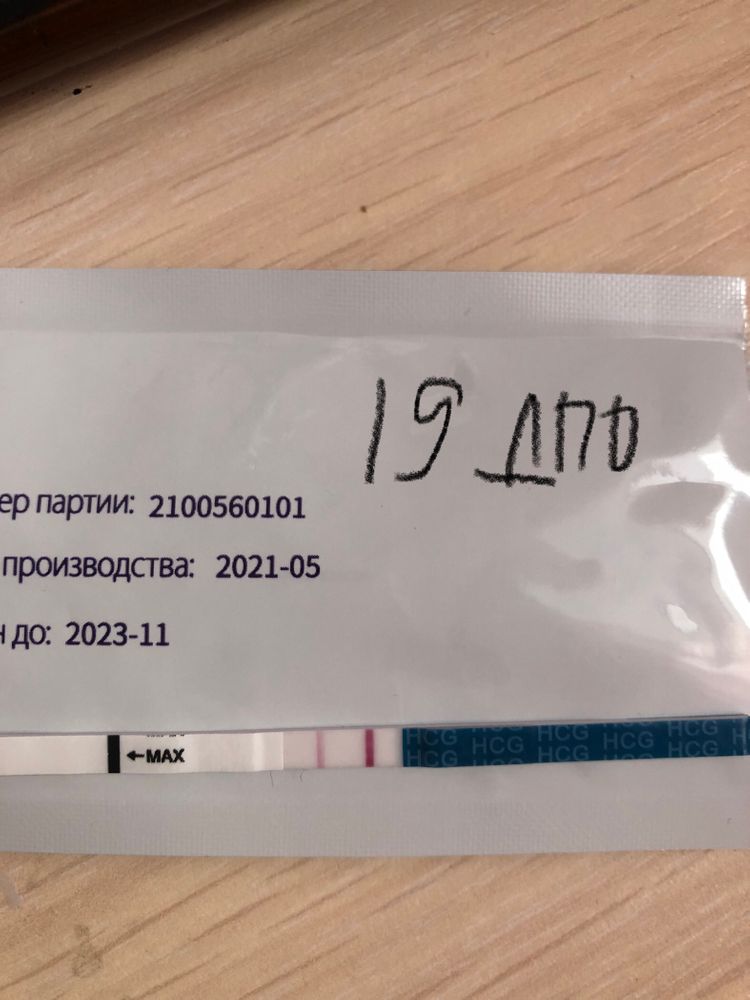 19 ДПО
ер партии: 2100560101
производства: 2021-05
н до: 2023-11
←MAX
HCG HCG HCG HCG HCG
HCG HCG HCG HCG